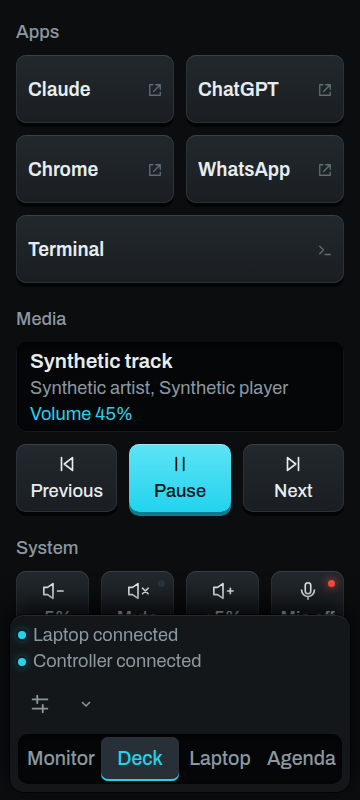 Apps
Claude
ChatGPT
Chrome
WhatsApp
Terminal
Media
Synthetic track
Synthetic artist, Synthetic player
Volume 45%
Previous
Pause
Next
System
Laptop connected
Controller connected
Monitor
Deck
Laptop
Agenda